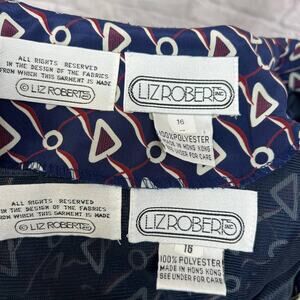 ALL RIGHTS RESERVED
IN THE DESIGN OF THE FABRICS
FROM WHICH THIS GARMENT IS MADE
© LIZ ROBERTS
LIZ ROBERTS INC
16
100% POLYESTER
MADE IN HONG KONG
SEE UNDER FOR CARE
ALL RIGHTS RESERVED
IN THE DESIGN OF THE FABRICS
FROM WHICH THIS GARMENT IS MADE
© LIZ ROBERTS
LIZ ROBERTS INC
16
100% POLYESTER
MADE IN HONG KONG
SEE UNDER FOR CARE